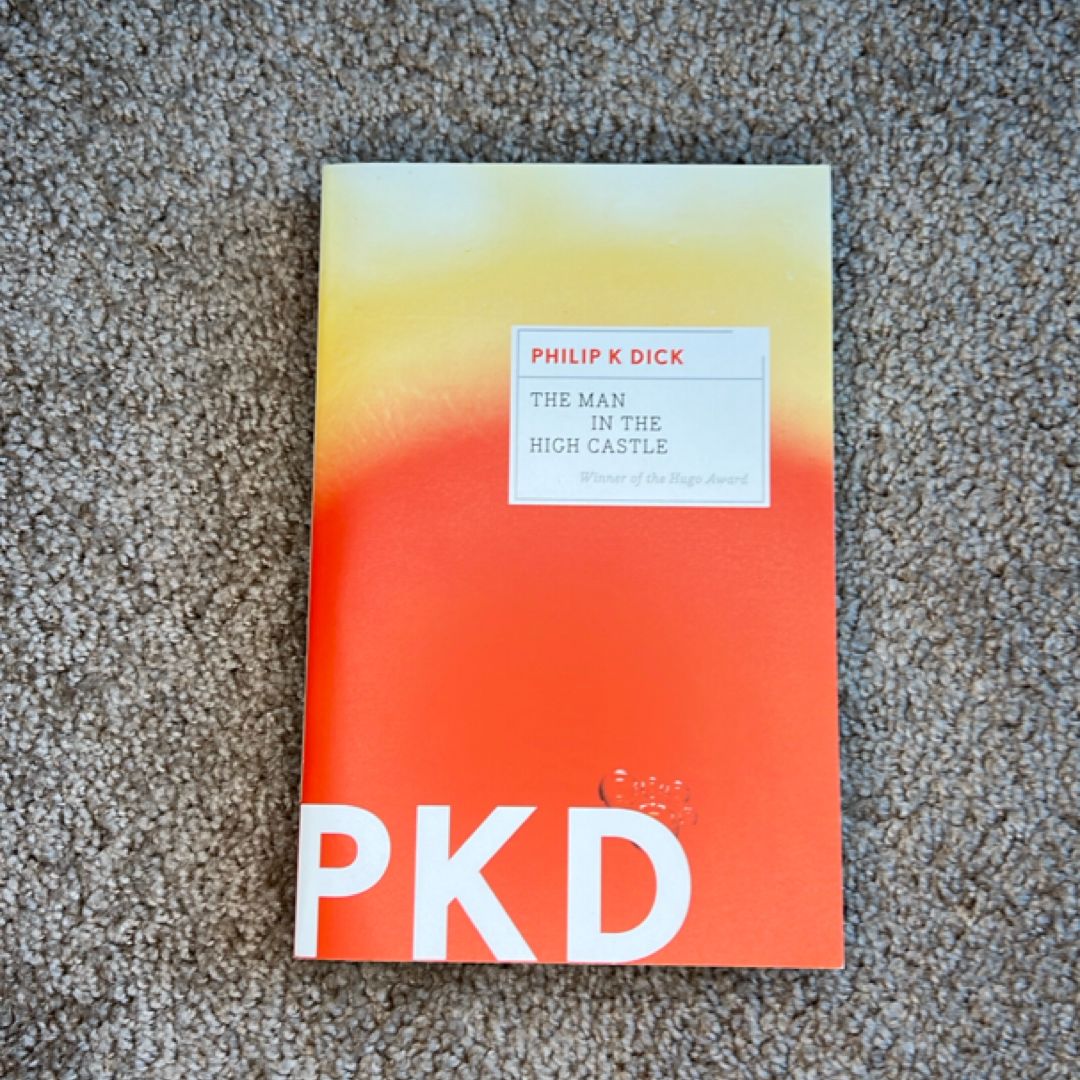 PHILIP K DICK
THE MAN
IN THE
HIGH CASTLE
Winner of the Hugo Award
PKD